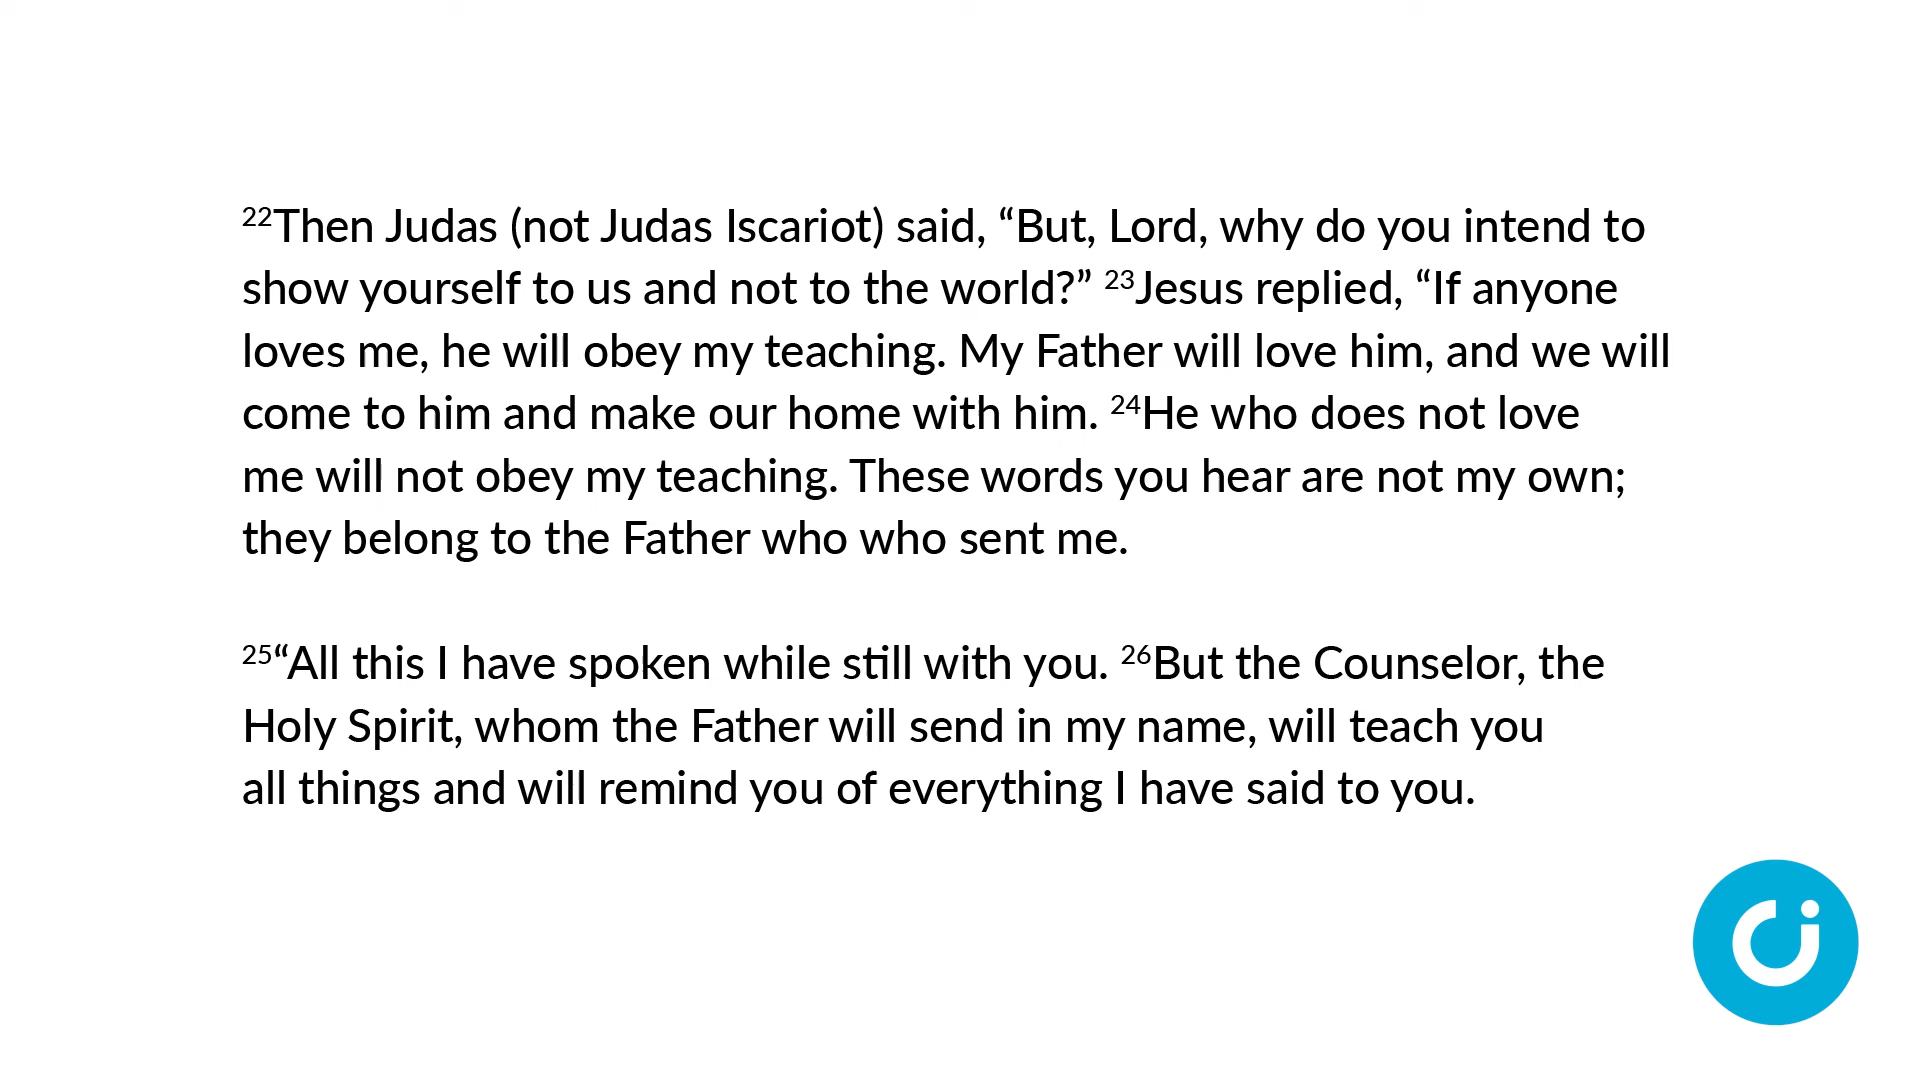 22Then Judas (not Judas Iscariot) said, “But, Lord, why do you intend to
show yourself to us and not to the world?” 23Jesus replied, “If anyone
loves me, he will obey my teaching. My Father will love him, and we will
come to him and make our home with him. 24He who does not love
me will not obey my teaching. These words you hear are not my own;
they belong to the Father who who sent me.
25“All this I have spoken while still with you. 26But the Counselor, the
Holy Spirit, whom the Father will send in my name, will teach you
all things and will remind you of everything I have said to you.